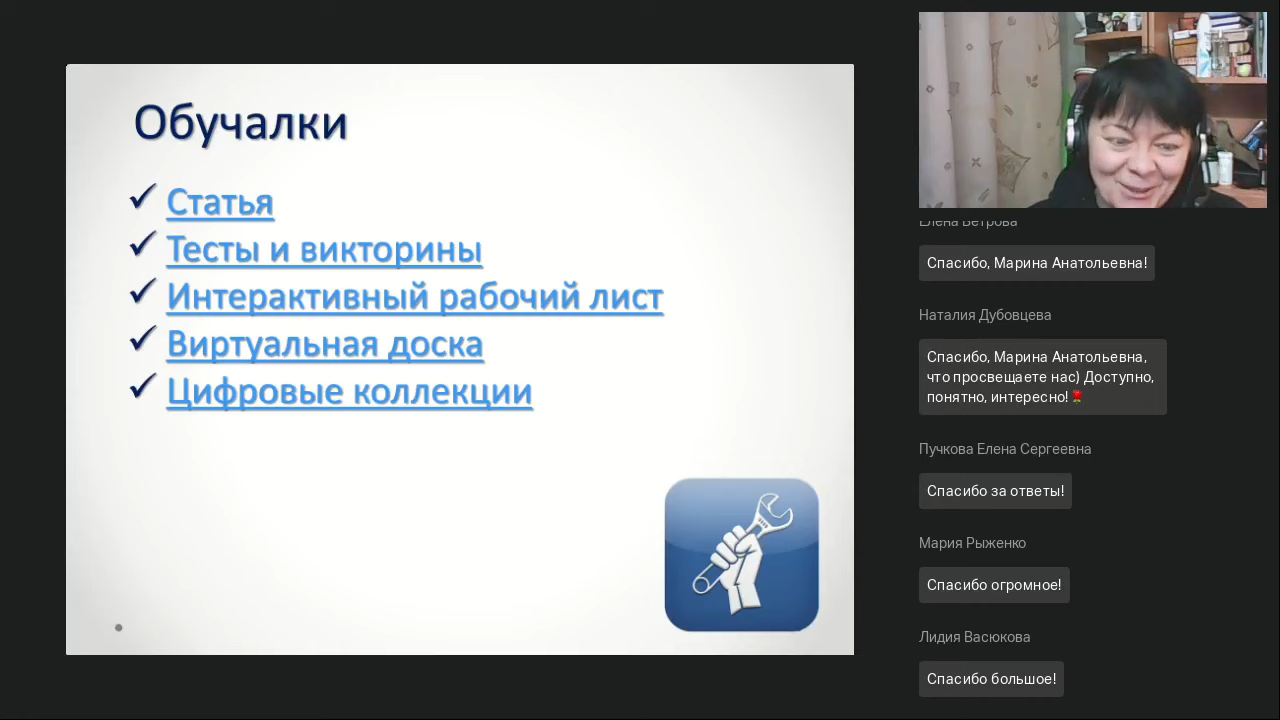 Обучалки
Статья
Тесты и викторины
Интерактивный рабочий лист
Виртуальная доска
Цифровые коллекции
Елена Ветрова
Спасибо, Марина Анатольевна!
Наталия Дубовцева
Спасибо, Марина Анатольевна,
что просвещаете нас) Доступно,
понятно, интересно!🌹
Пучкова Елена Сергеевна
Спасибо за ответы!
Мария Рыженко
Спасибо огромное!
Лидия Васюкова
Спасибо большое!